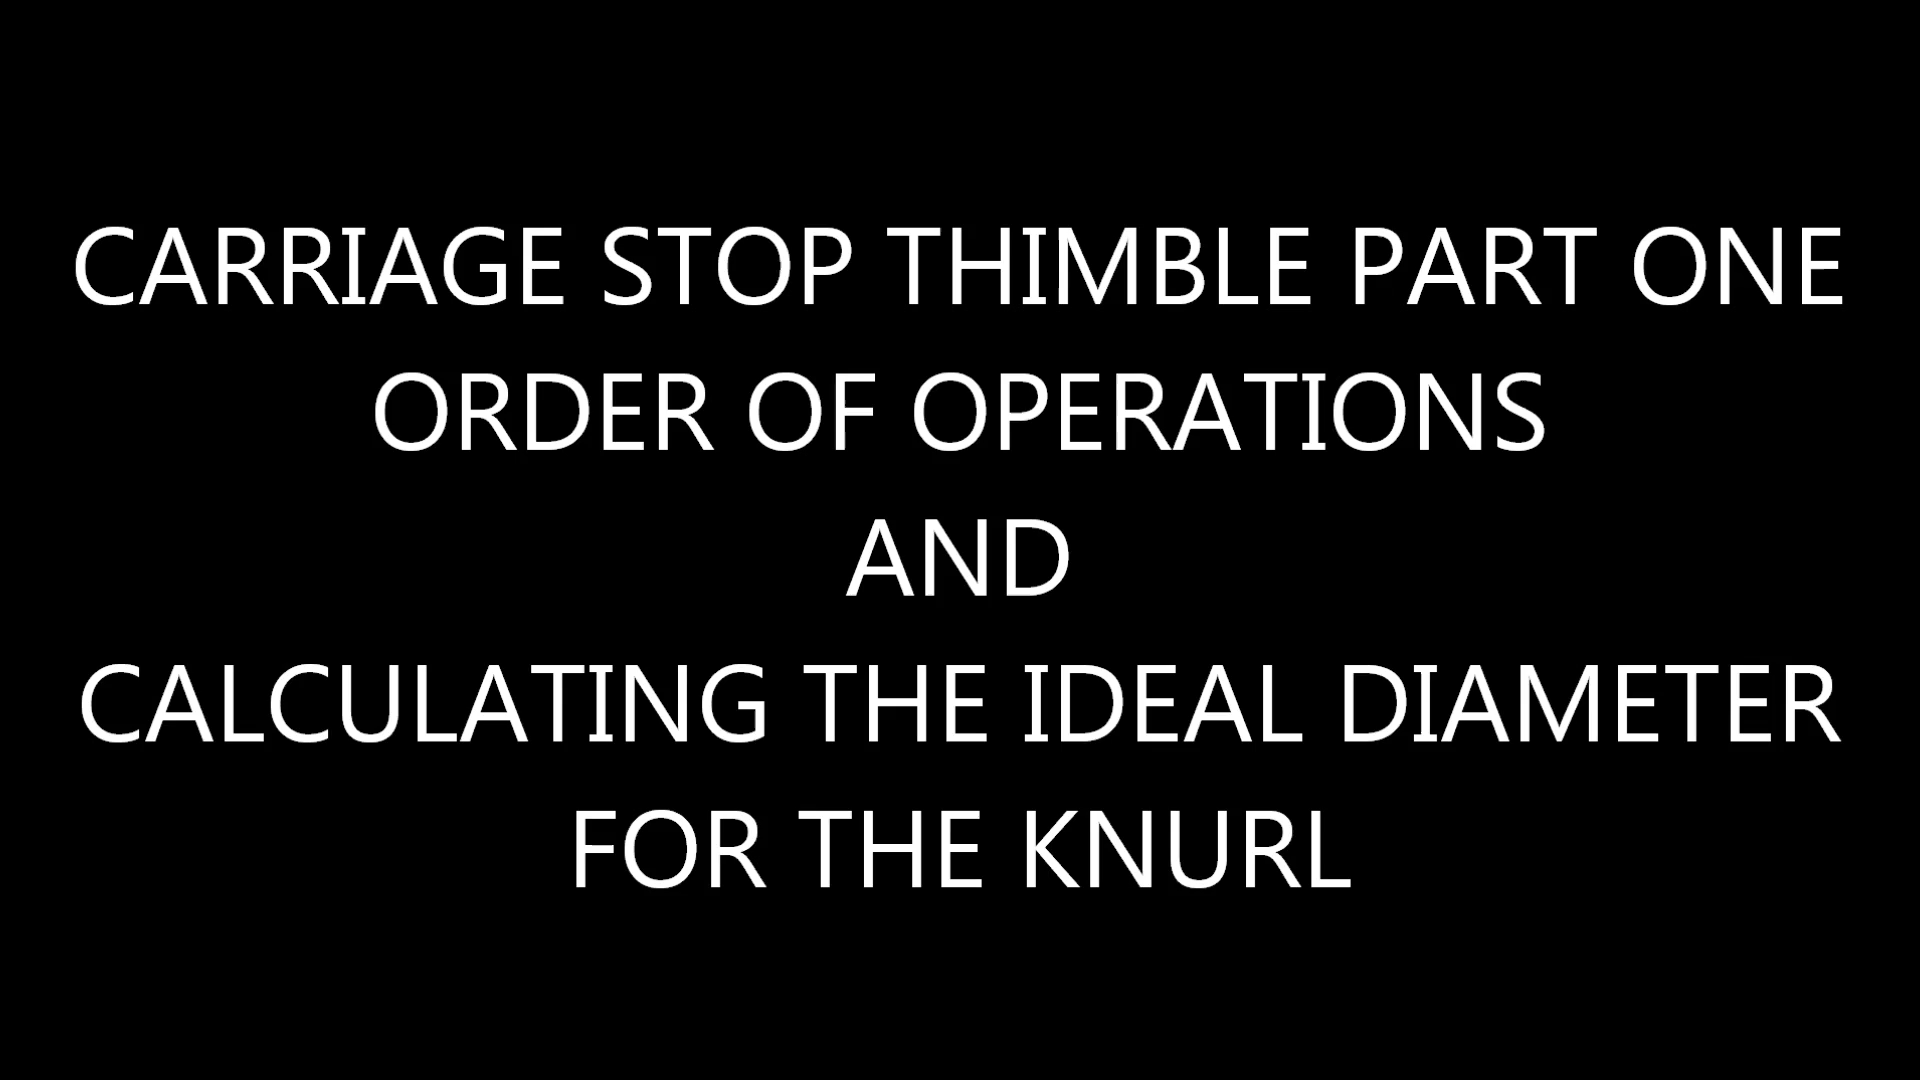 CARRIAGE STOP THIMBLE PART ONE
ORDER OF OPERATIONS
AND
CALCULATING THE IDEAL DIAMETER
FOR THE KNURL